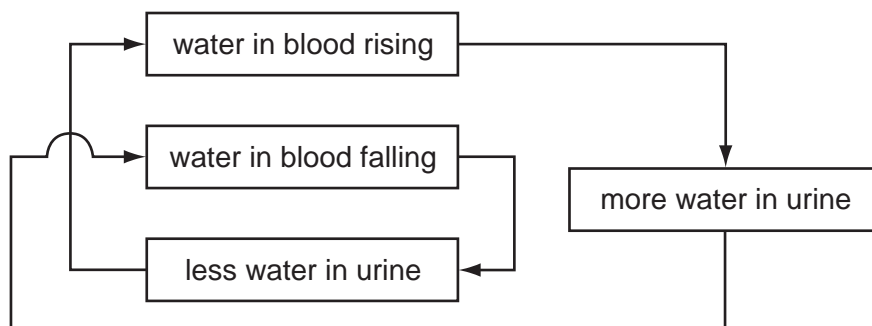 water in blood rising
water in blood falling
more water in urine
less water in urine